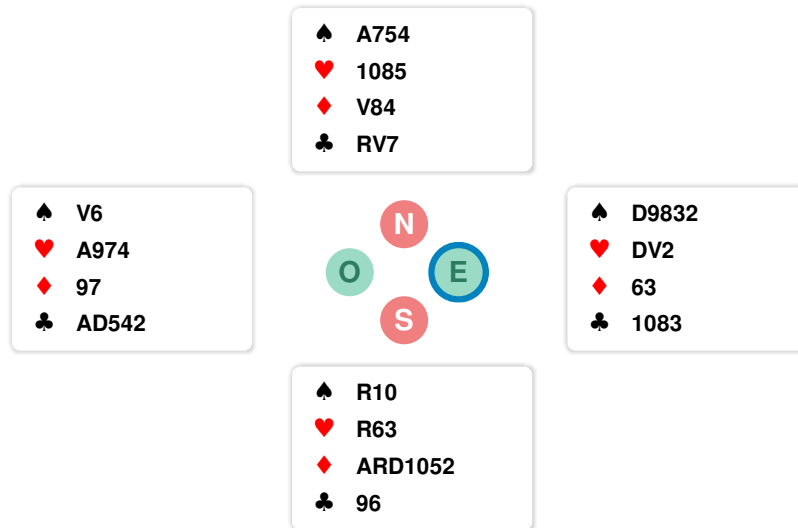 ♠ A754
♥ 1085
♦ V84
♣ RV7
♠ V6
♥ A974
♦ 97
♣ AD542
N
O
E
S
♠ D9832
♥ DV2
♦ 63
♣ 1083
♠ R10
♥ R63
♦ ARD1052
♣ 96